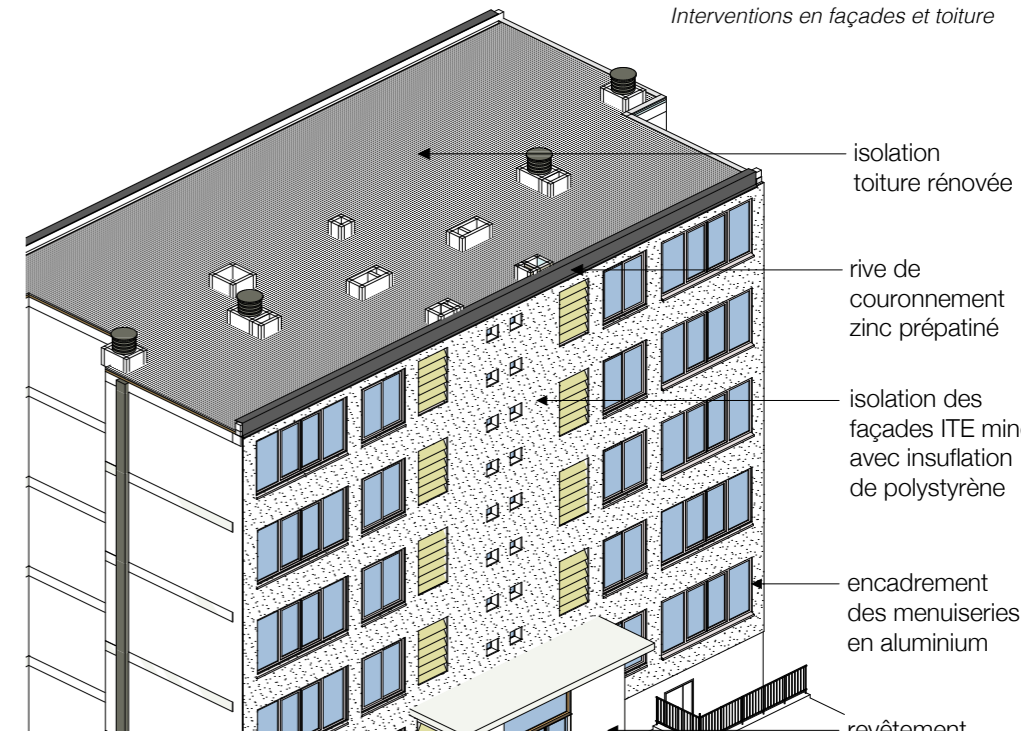 Interventions en façades et toiture
isolation
toiture rénovée
rive de
couronnement
zinc prépatiné
isolation des
façades ITE min
avec insuflation
de polystyrène
encadrement
des menuiseries
en aluminium
revêtement